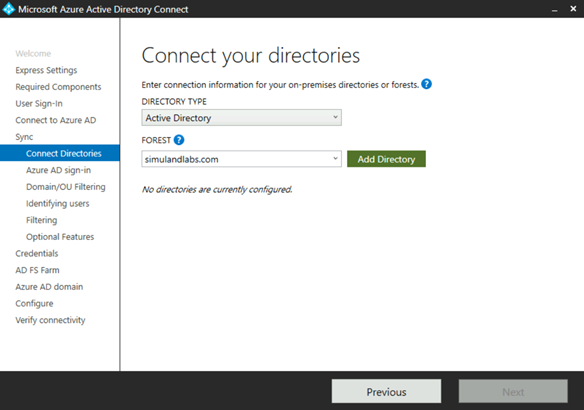 Microsoft Azure Active Directory Connect
Welcome
Express Settings
Required Components
User Sign-In
Connect to Azure AD
Sync
Connect Directories
Azure AD sign-in
Domain/OU Filtering
Identifying users
Filtering
Optional Features
Credentials
AD FS Farm
Azure AD domain
Configure
Verify connectivity
Connect your directories
Enter connection information for your on-premises directories or forests. ?
DIRECTORY TYPE
Active Directory
FOREST ?
simulandlabs.com
Add Directory
No directories are currently configured.
Previous
Next